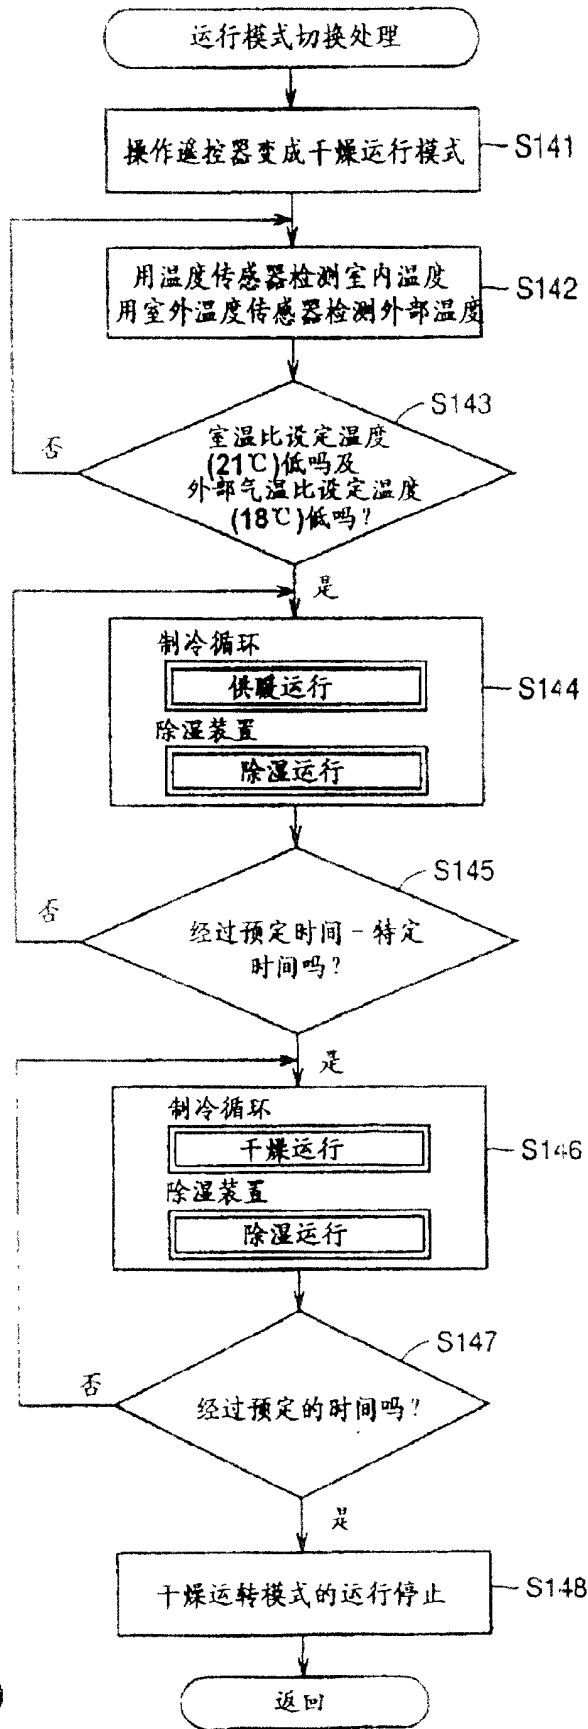 运行模式切换处理
操作遥控器变成干燥运行模式
S141
用温度传感器检测室内温度
用室外温度传感器检测外部温度
S142
S143
否
室温比设定温度
(21℃)低吗及
外部气温比设定温度
(18℃)低吗?
是
制冷循环
供暖运行
S144
除湿装置
除湿运行
S145
否
经过预定时间-特定
时间吗?
是
制冷循环
干燥运行
S146
除湿装置
除湿运行
S147
否
经过预定的时间吗?
是
干燥运转模式的运行停止
S148
返回